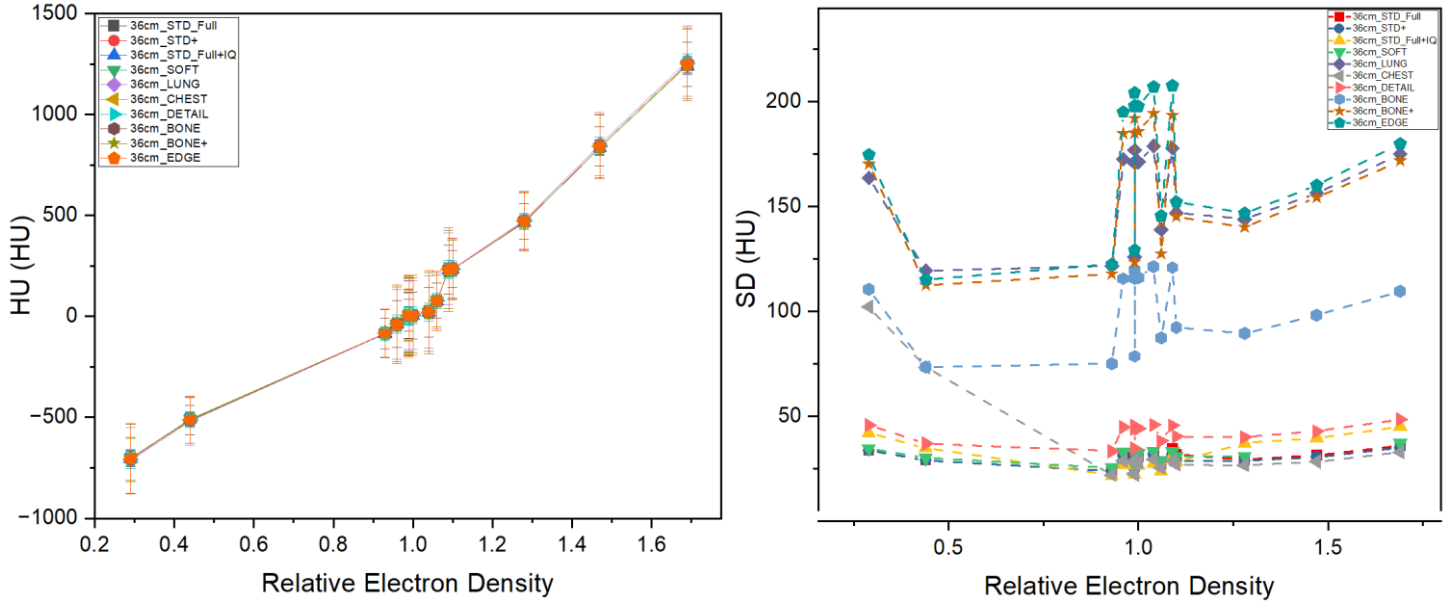 1500
1000
500
0
−500
−1000
HU (HU)
36cm_STD_Full
36cm_STD+
36cm_STD_Full+IQ
36cm_SOFT
36cm_LUNG
36cm_CHEST
36cm_DETAIL
36cm_BONE
36cm_BONE+
36cm_EDGE
0.2 0.4 0.6 0.8 1.0 1.2 1.4 1.6
Relative Electron Density
200
150
100
50
SD (HU)
36cm_STD_Full
36cm_STD+
36cm_STD_Full+IQ
36cm_SOFT
36cm_LUNG
36cm_CHEST
36cm_DETAIL
36cm_BONE
36cm_BONE+
36cm_EDGE
0.5 1.0 1.5
Relative Electron Density